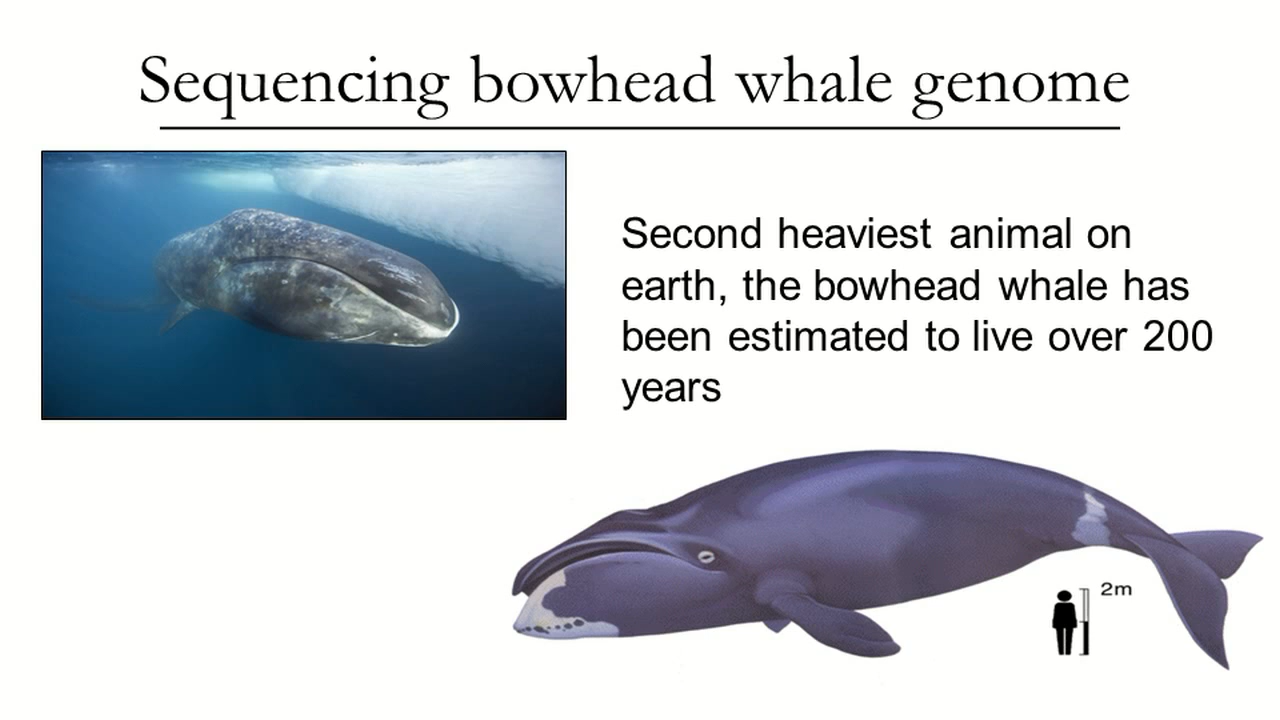 Sequencing bowhead whale genome
Second heaviest animal on
earth, the bowhead whale has
been estimated to live over 200
years
2m